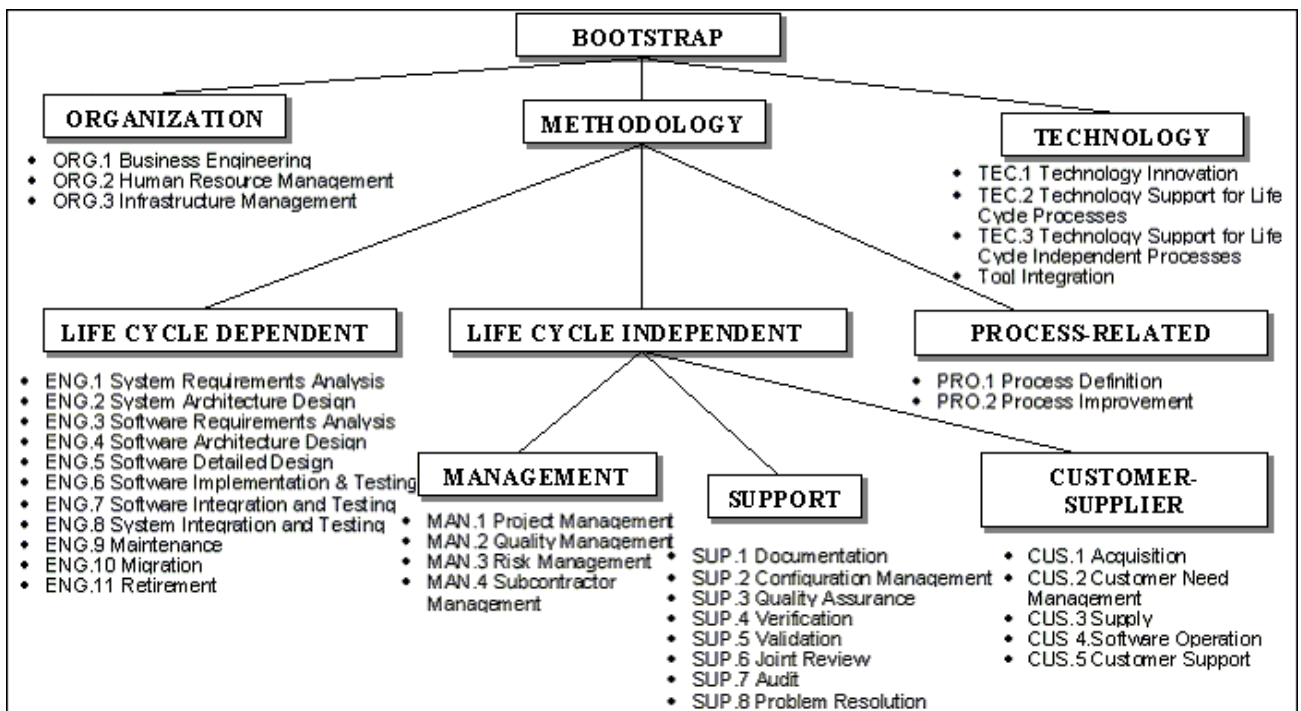 BOOTSTRAP
ORGANIZATION
• ORG.1 Business Engineering
• ORG.2 Human Resource Management
• ORG.3 Infrastructure Management
METHODOLOGY
TECHNOLOGY
• TEC.1 Technology Innovation
• TEC.2 Technology Support for Life
Cycle Processes
• TEC.3 Technology Support for Life
Cycle Independent Processes
• Tool Integration
LIFE CYCLE DEPENDENT
• ENG.1 System Requirements Analysis
• ENG.2 System Architecture Design
• ENG.3 Software Requirements Analysis
• ENG.4 Software Architecture Design
• ENG.5 Software Detailed Design
• ENG.6 Software Implementation & Testing
• ENG.7 Software Integration and Testing
• ENG.8 System Integration and Testing
• ENG.9 Maintenance
• ENG.10 Migration
• ENG.11 Retirement
LIFE CYCLE INDEPENDENT
PROCESS-RELATED
• PRO.1 Process Definition
• PRO.2 Process Improvement
MANAGEMENT
• MAN.1 Project Management
• MAN.2 Quality Management
• MAN.3 Risk Management
• MAN.4 Subcontractor
Management
SUPPORT
• SUP.1 Documentation
• SUP.2 Configuration Management
• SUP.3 Quality Assurance
• SUP.4 Verification
• SUP.5 Validation
• SUP.6 Joint Review
• SUP.7 Audit
• SUP.8 Problem Resolution
CUSTOMER-
SUPPLIER
• CUS.1 Acquisition
• CUS.2 Customer Need
Management
• CUS.3 Supply
• CUS 4.Software Operation
• CUS.5 Customer Support